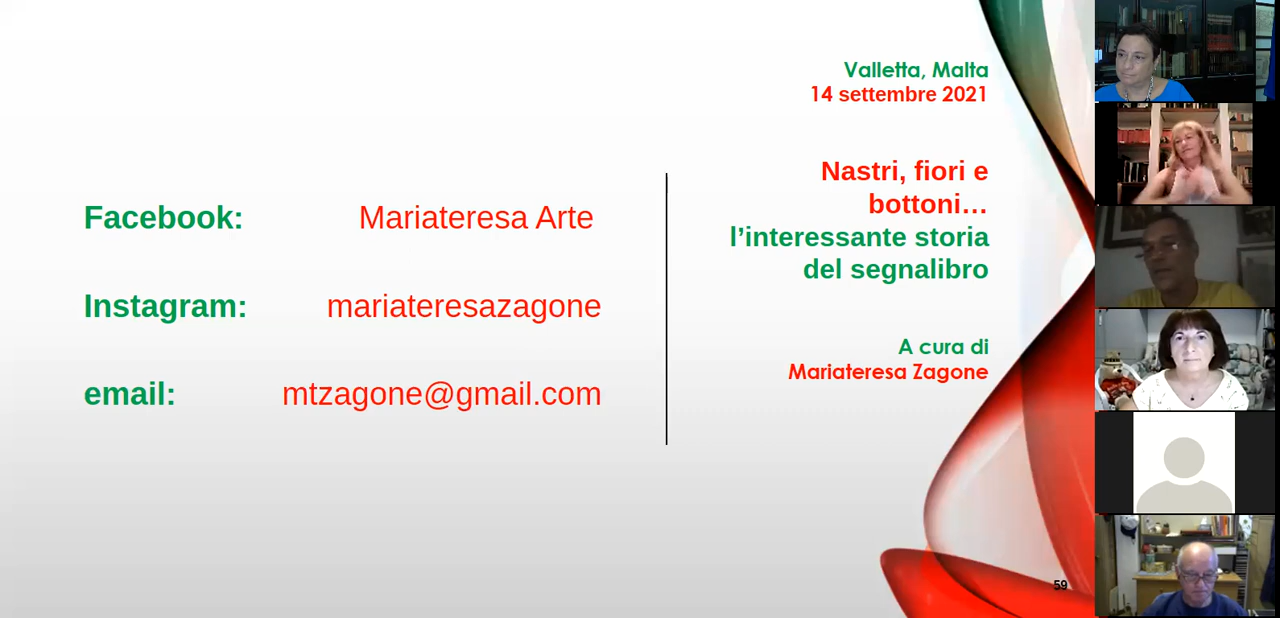 Facebook: Mariateresa Arte
Instagram: mariateresazagone
email: mtzagone@gmail.com
Valletta, Malta
14 settembre 2021
Nastri, fiori e
bottoni…
l’interessante storia
del segnalibro
A cura di
Mariateresa Zagone
59